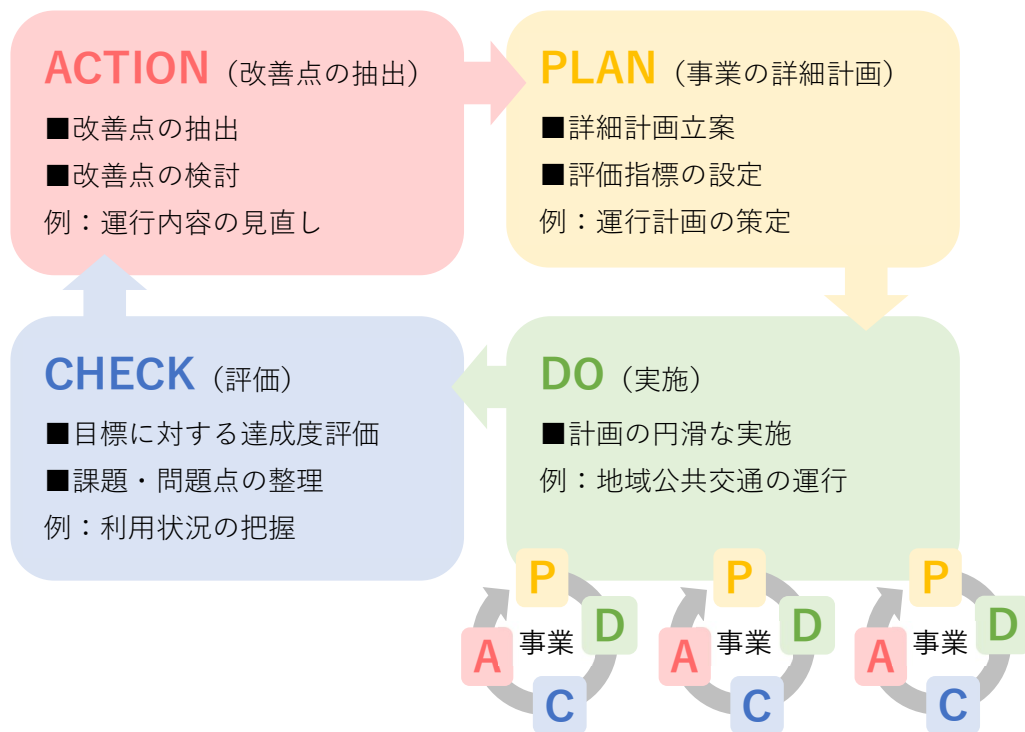 ACTION（改善点の抽出）
■改善点の抽出
■改善点の検討
例：運行内容の見直し
PLAN（事業の詳細計画）
■詳細計画立案
■評価指標の設定
例：運行計画の策定
CHECK（評価）
■目標に対する達成度評価
■課題・問題点の整理
例：利用状況の把握
DO（実施）
■計画の円滑な実施
例：地域公共交通の運行
P
D
事業
A
C
P
D
事業
A
C
P
D
事業
A
C